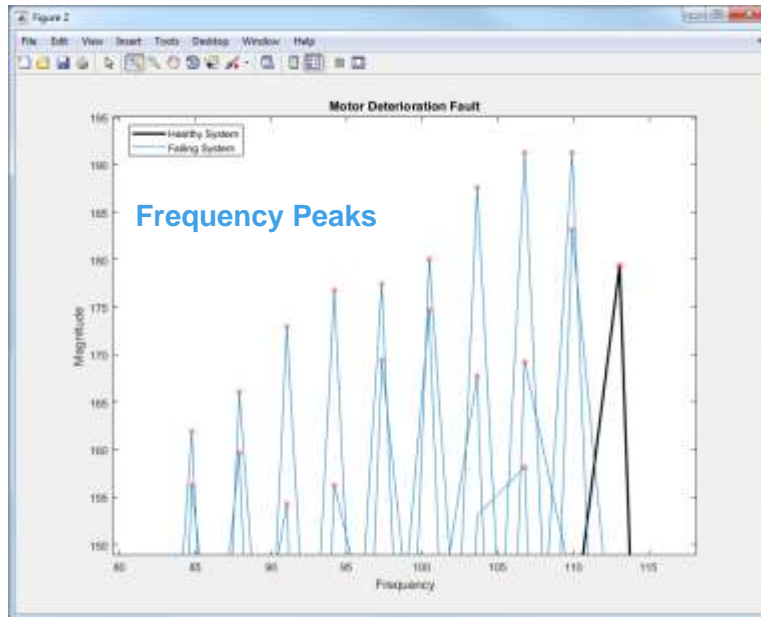 Figure 2
File Edit View Insert Tools Desktop Window Help
Motor Deterioration Fault
Healthy System
Failing System
Frequency Peaks
Magnitude
195
190
185
180
175
170
165
160
155
150
80 85 90 95 100 105 110 115
Frequency